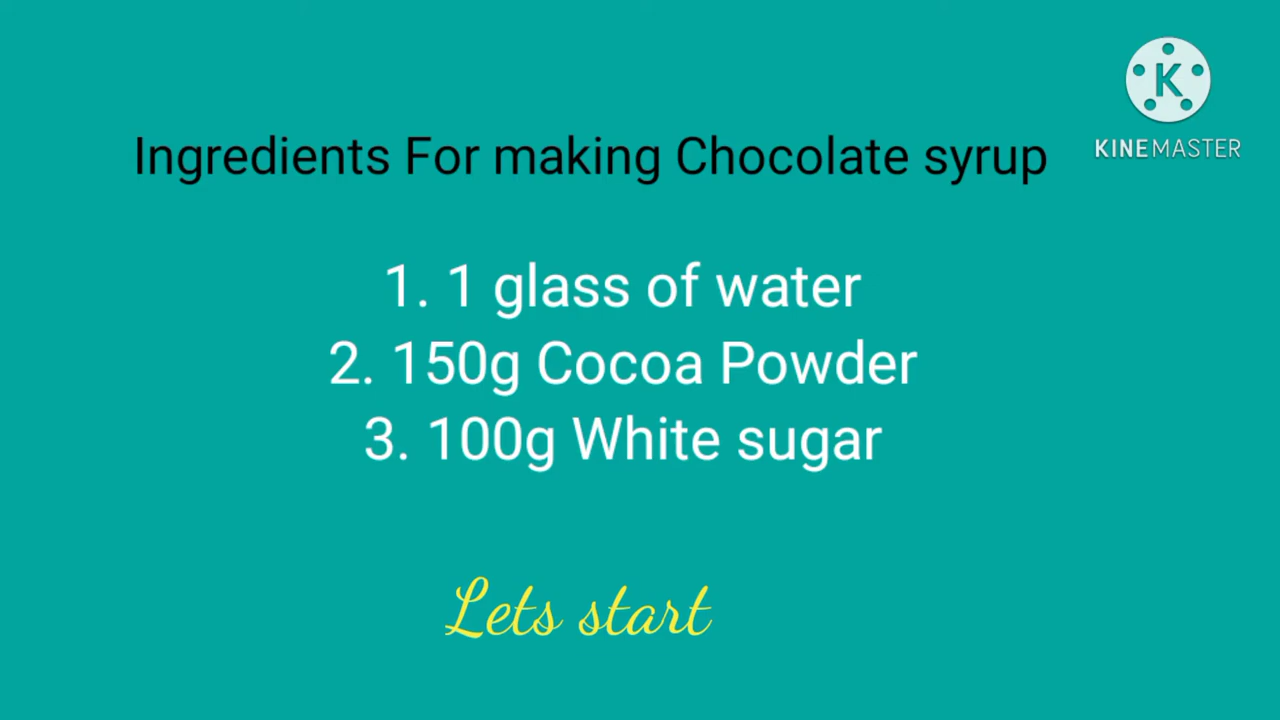 K
KINEMASTER
Ingredients For making Chocolate syrup
1. 1 glass of water
2. 150g Cocoa Powder
3. 100g White sugar
Lets start